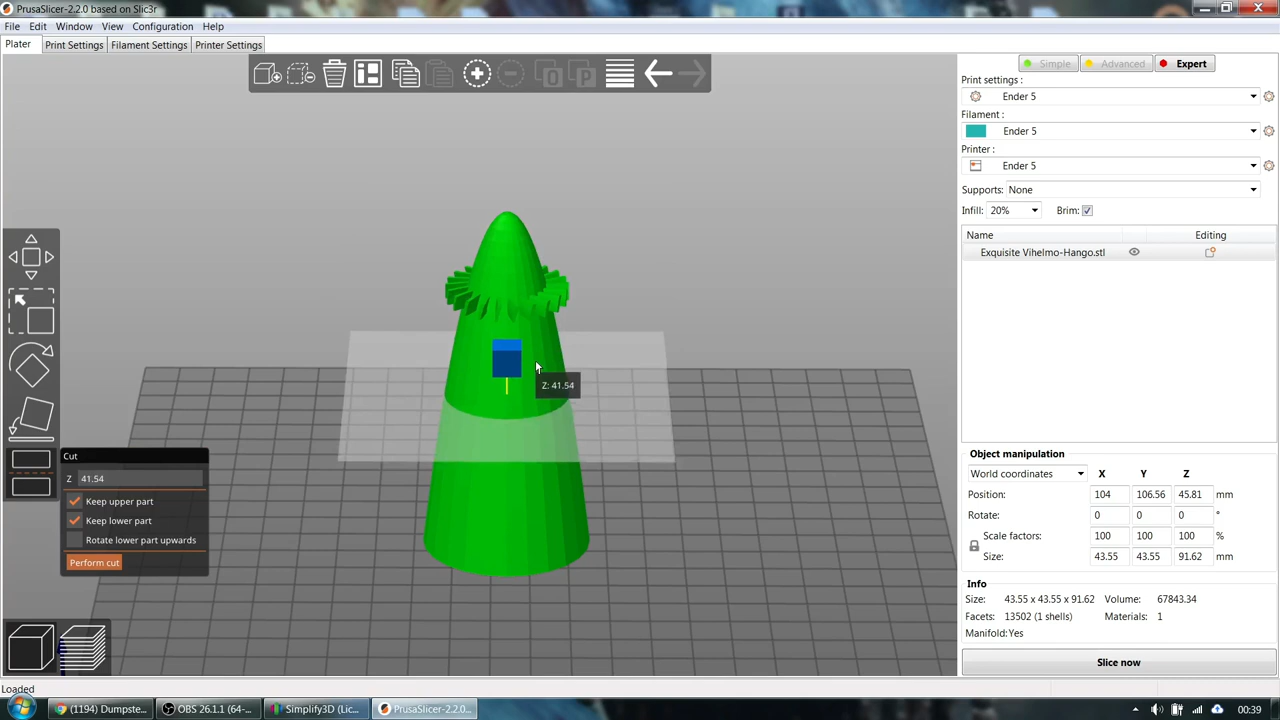 PrusaSlicer-2.2.0 based on Slic3r
File Edit Window View Configuration Help
Plater Print Settings Filament Settings Printer Settings
Simple Advanced Expert
Print settings :
Ender 5
Filament :
Ender 5
Printer :
Ender 5
Supports: None
Infill: 20% Brim:
Name Editing
Exquisite Vihelmo-Hango.stl
Z: 41.54
Cut
Z 41.54
Keep upper part
Keep lower part
Rotate lower part upwards
Perform cut
Object manipulation
World coordinates X Y Z
Position: 104 106.56 45.81 mm
Rotate: 0 0 0 °
Scale factors: 100 100 100 %
Size: 43.55 43.55 91.62 mm
Info
Size: 43.55 x 43.55 x 91.62 Volume: 67843.34
Facets: 13502 (1 shells) Materials: 1
Manifold: Yes
Slice now
Loaded
(1194) Dumpste... OBS 26.1.1 (64-... Simplify3D (Lic... PrusaSlicer-2.2.0... 00:39